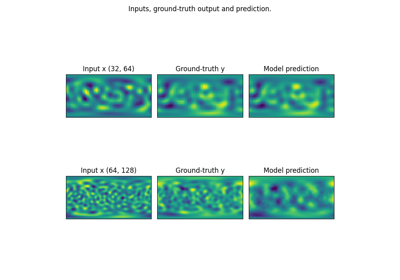 Inputs, ground-truth output and prediction.
Input x (32, 64)
Ground-truth y
Model prediction
Input x (64, 128)
Ground-truth y
Model prediction